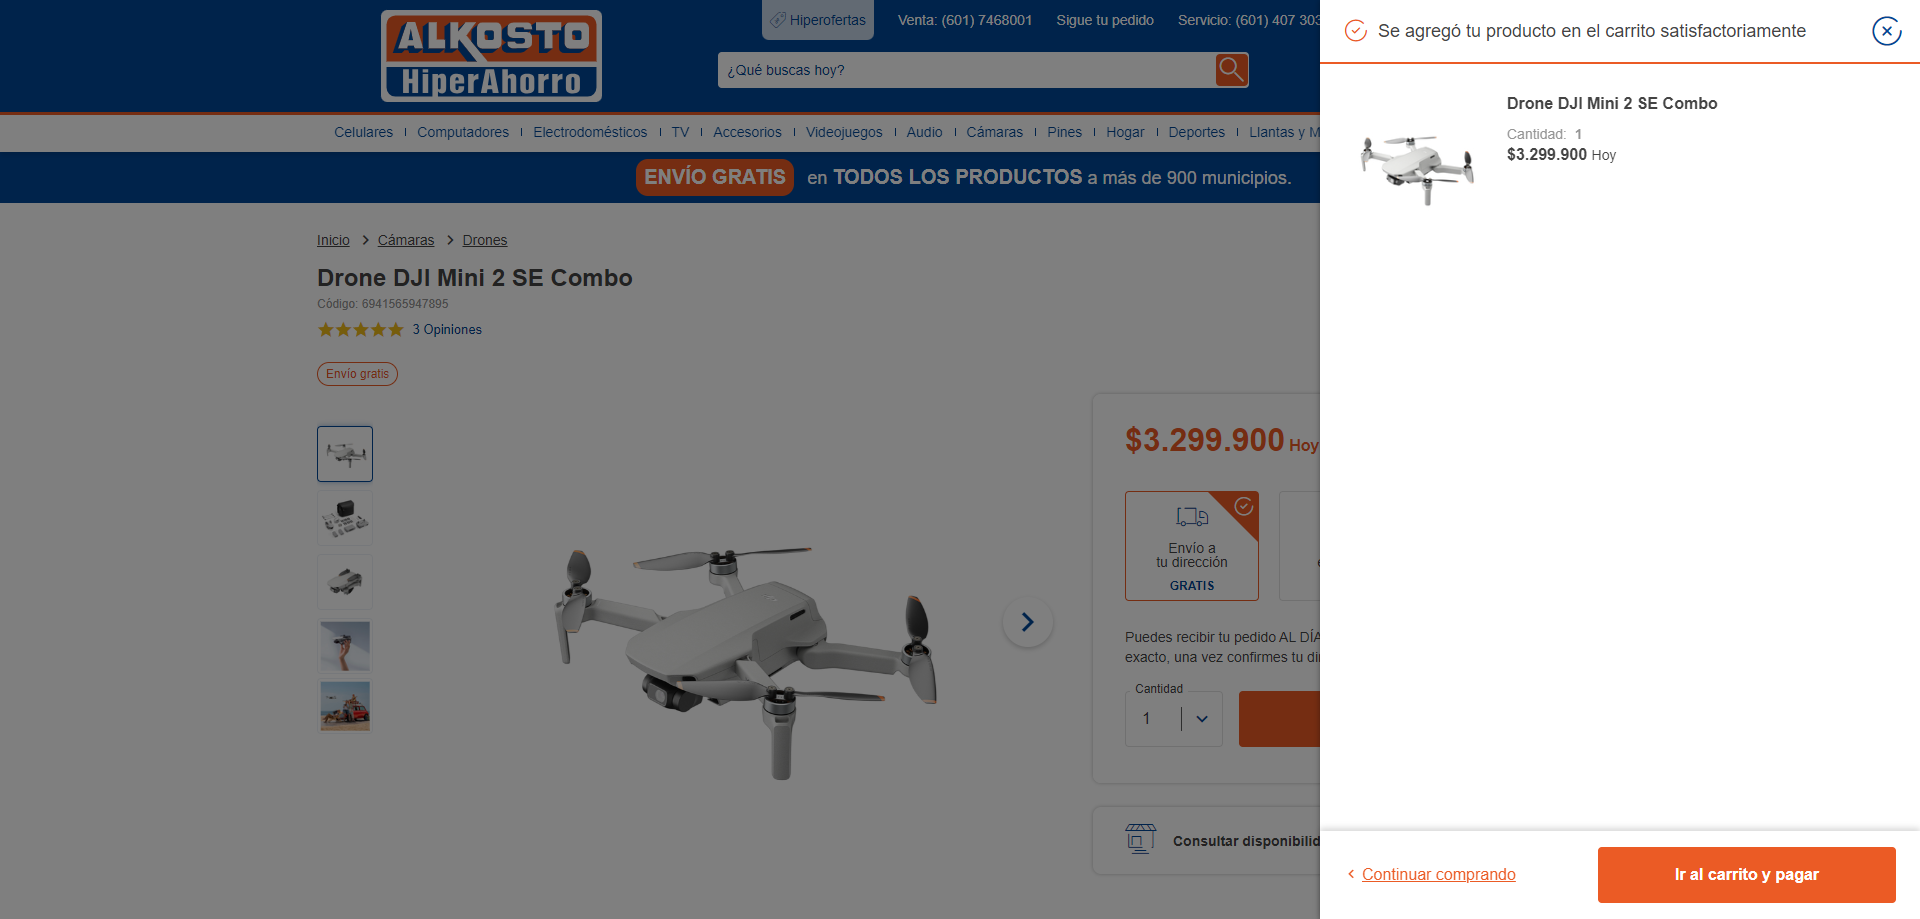 ALKOSTO
HiperAhorro
Hiperofertas
Venta: (601) 7468001
Sigue tu pedido
Servicio: (601) 407 303
¿Qué buscas hoy?
Celulares
Computadores
Electrodomésticos
TV
Accesorios
Videojuegos
Audio
Cámaras
Pines
Hogar
Deportes
Llantas y M
ENVÍO GRATIS en TODOS LOS PRODUCTOS a más de 900 municipios.
Inicio > Cámaras > Drones
Drone DJI Mini 2 SE Combo
Código: 6941565947895
3 Opiniones
Envío gratis
$3.299.900 Hoy
Envío a
tu dirección
GRATIS
Puedes recibir tu pedido AL DÍA
exacto, una vez confirmes tu di
Cantidad
1
Consultar disponibilid
Se agregó tu producto en el carrito satisfactoriamente
Drone DJI Mini 2 SE Combo
Cantidad: 1
$3.299.900 Hoy
Continuar comprando
Ir al carrito y pagar